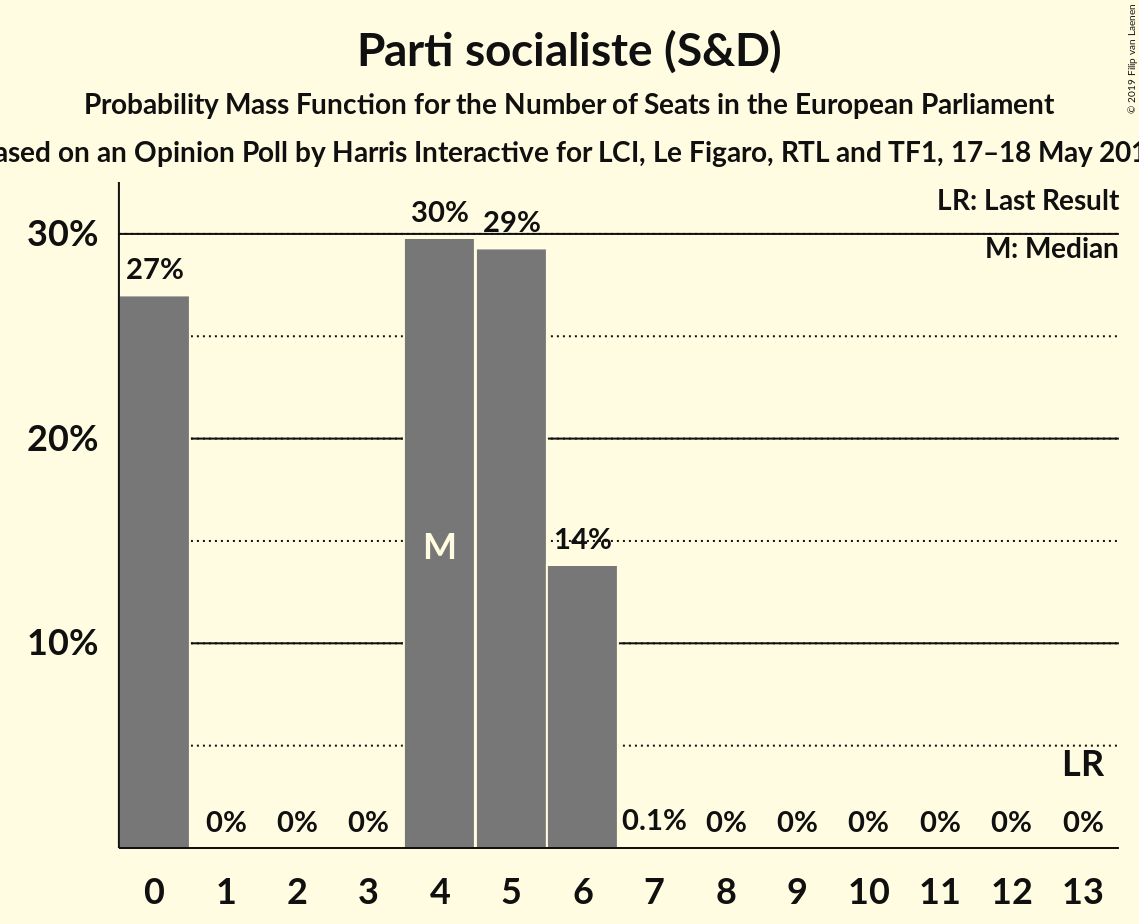 Parti socialiste (S&D)
Probability Mass Function for the Number of Seats in the European Parliament
ased on an Opinion Poll by Harris Interactive for LCI, Le Figaro, RTL and TF1, 17–18 May 201
© 2019 Filip van Laenen
LR: Last Result
M: Median
30%
20%
10%
27%
0%
0%
0%
30%
29%
14%
0.1%
0%
0%
0%
0%
0%
0%
M
LR
0 1 2 3 4 5 6 7 8 9 10 11 12 13